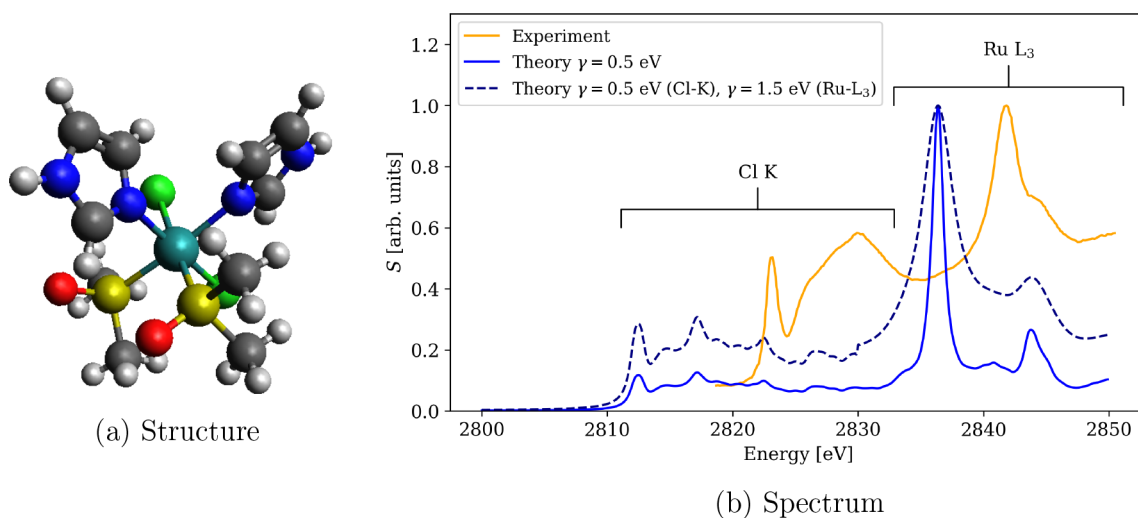 Experiment
Theory γ = 0.5 eV
Theory γ = 0.5 eV (Cl-K), γ = 1.5 eV (Ru-L₃)
Ru L₃
Cl K
S [arb. units]
1.2
1.0
0.8
0.6
0.4
0.2
0.0
2800 2810 2820 2830 2840 2850
Energy [eV]
(a) Structure
(b) Spectrum